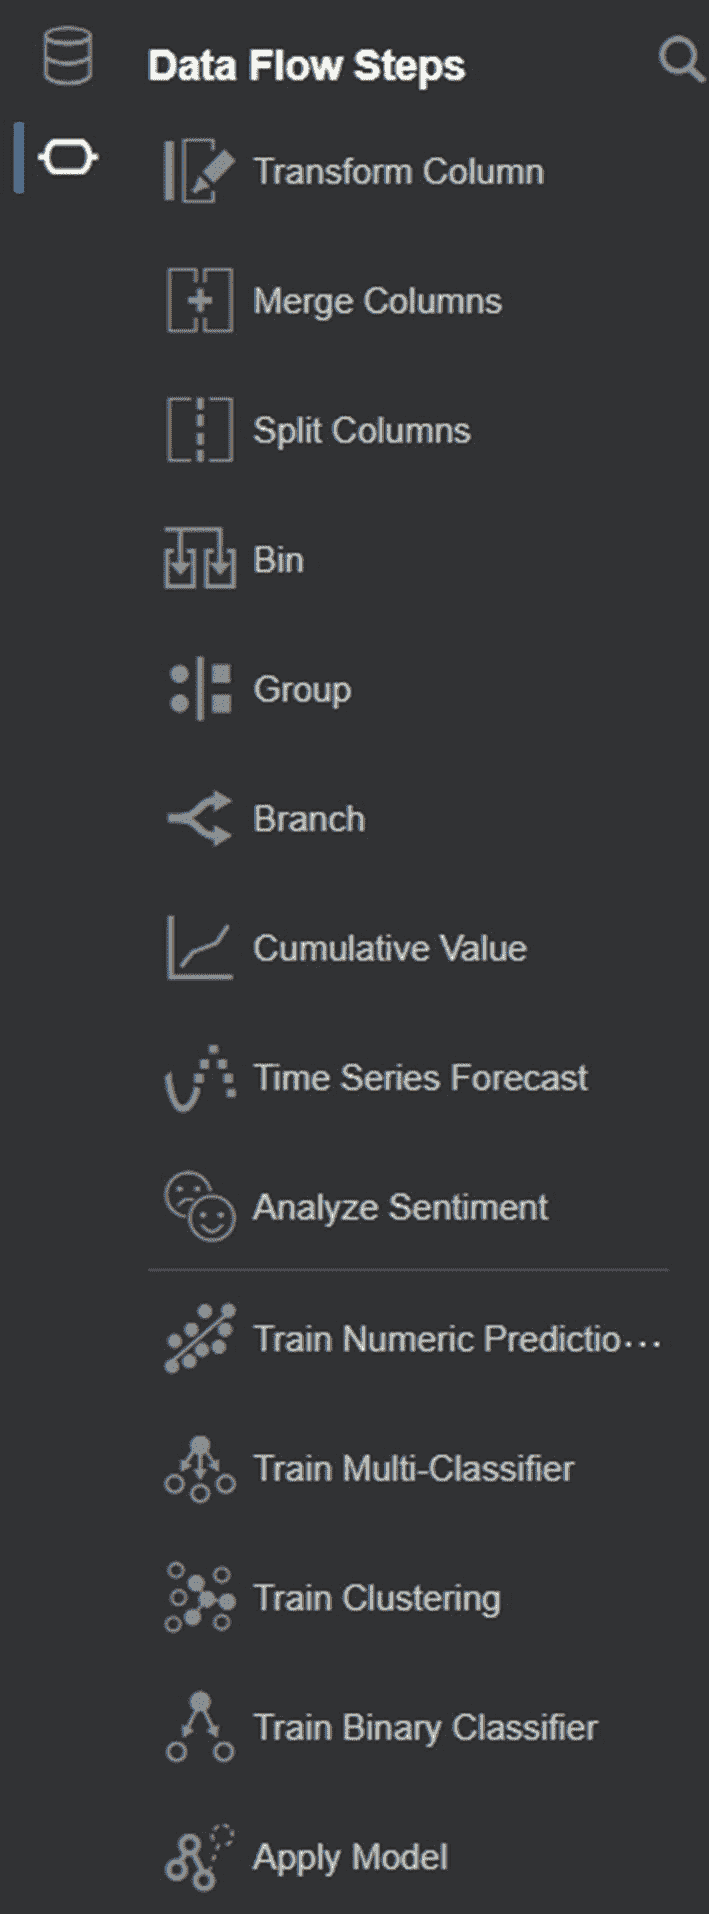 Data Flow Steps
Transform Column
Merge Columns
Split Columns
Bin
Group
Branch
Cumulative Value
Time Series Forecast
Analyze Sentiment
Train Numeric Predictio...
Train Multi-Classifier
Train Clustering
Train Binary Classifier
Apply Model